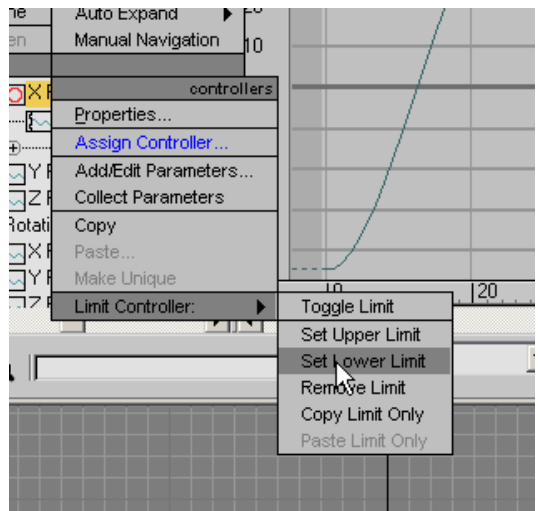 Auto Expand
Manual Navigation
10
controllers
Properties...
Assign Controller...
Add/Edit Parameters...
Collect Parameters
Copy
Paste...
Make Unique
Limit Controller:
X
Y
Z
X
Y
Z
20
Toggle Limit
Set Upper Limit
Set Lower Limit
Remove Limit
Copy Limit Only
Paste Limit Only